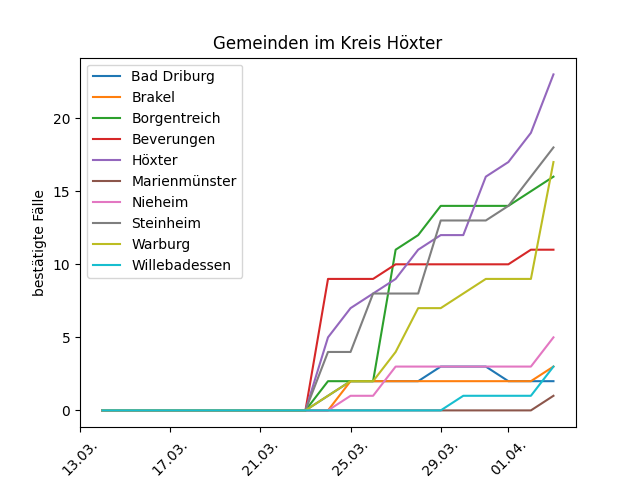 Gemeinden im Kreis Höxter
bestätigte Fälle
20
15
10
5
0
Bad Driburg
Brakel
Borgentreich
Beverungen
Höxter
Marienmünster
Nieheim
Steinheim
Warburg
Willebadessen
13.03. 17.03. 21.03. 25.03. 29.03. 01.04.